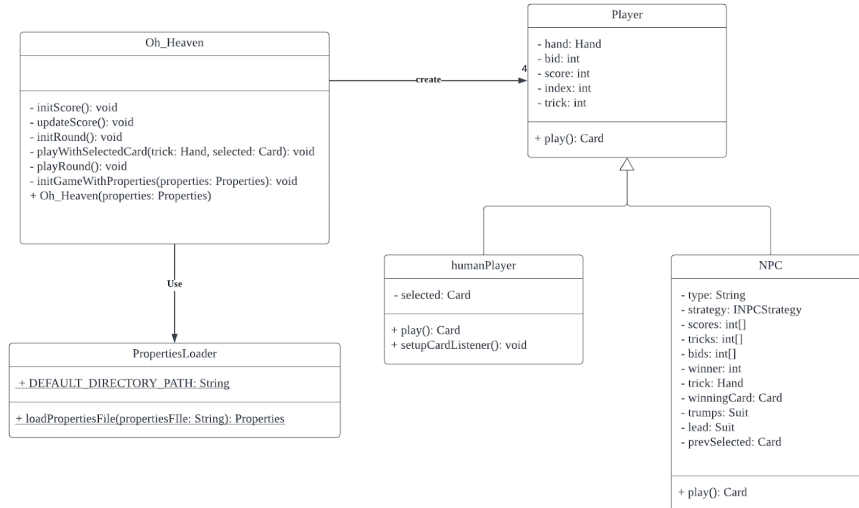 Oh_Heaven
- initScore(): void
- updateScore(): void
- initRound(): void
- playWithSelectedCard(trick: Hand, selected: Card): void
- playRound(): void
- initGameWithProperties(properties: Properties): void
+ Oh_Heaven(properties: Properties)
create
4
Player
- hand: Hand
- bid: int
- score: int
- index: int
- trick: int
+ play(): Card
Use
PropertiesLoader
+ DEFAULT_DIRECTORY_PATH: String
+ loadPropertiesFile(propertiesFIle: String): Properties
humanPlayer
- selected: Card
+ play(): Card
+ setupCardListener(): void
NPC
- type: String
- strategy: INPCStrategy
- scores: int[]
- tricks: int[]
- bids: int[]
- winner: int
- trick: Hand
- winningCard: Card
- trumps: Suit
- lead: Suit
- prevSelected: Card
+ play(): Card